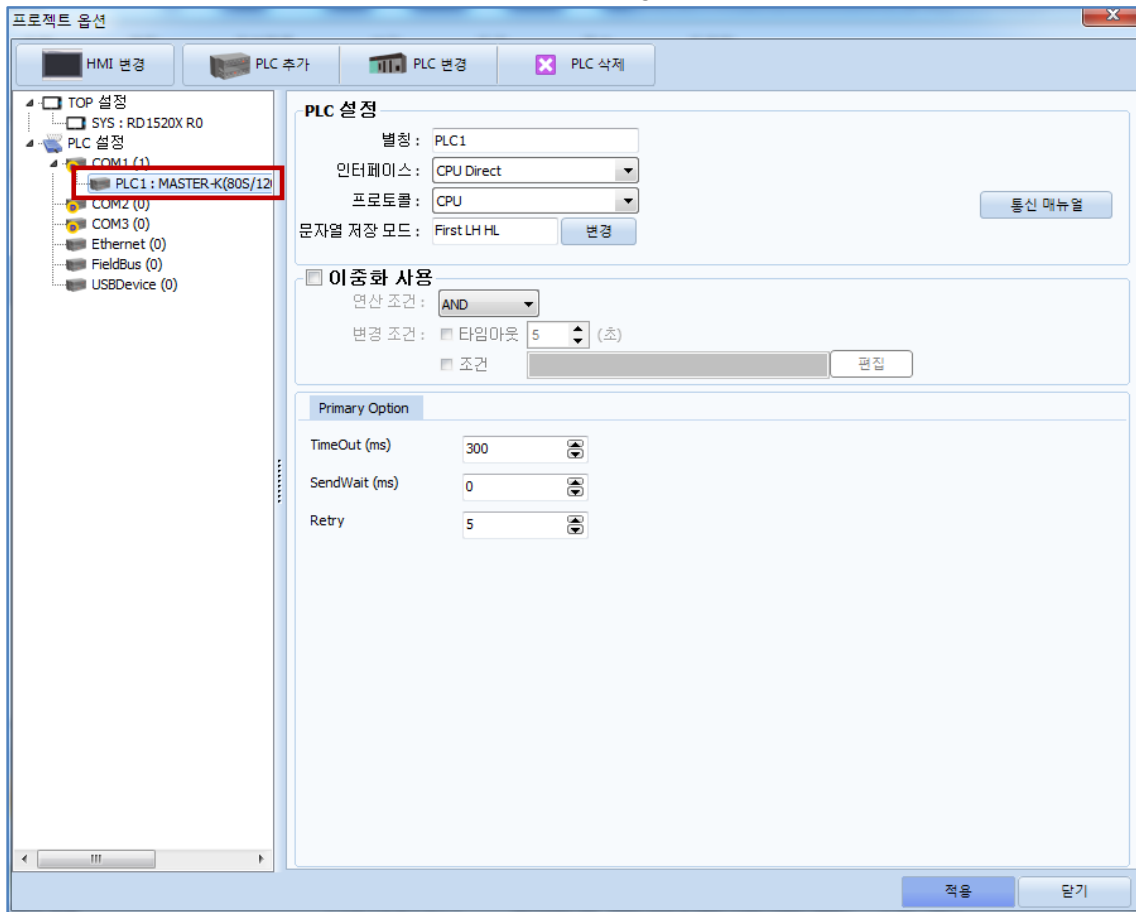 프로젝트 옵션
HMI 변경
PLC 추가
PLC 변경
PLC 삭제
TOP 설정
SYS : RD1520X R0
PLC 설정
COM1 (1)
PLC1 : MASTER-K(80S/120
COM2 (0)
COM3 (0)
Ethernet (0)
FieldBus (0)
USBDevice (0)
PLC 설정
별칭 : PLC1
인터페이스 : CPU Direct
프로토콜 : CPU
통신 매뉴얼
문자열 저장 모드 : First LH HL 변경
이중화 사용
연산 조건 : AND
변경 조건 : 타임아웃 5 (초)
조건 편집
Primary Option
TimeOut (ms) 300
SendWait (ms) 0
Retry 5
적용
닫기